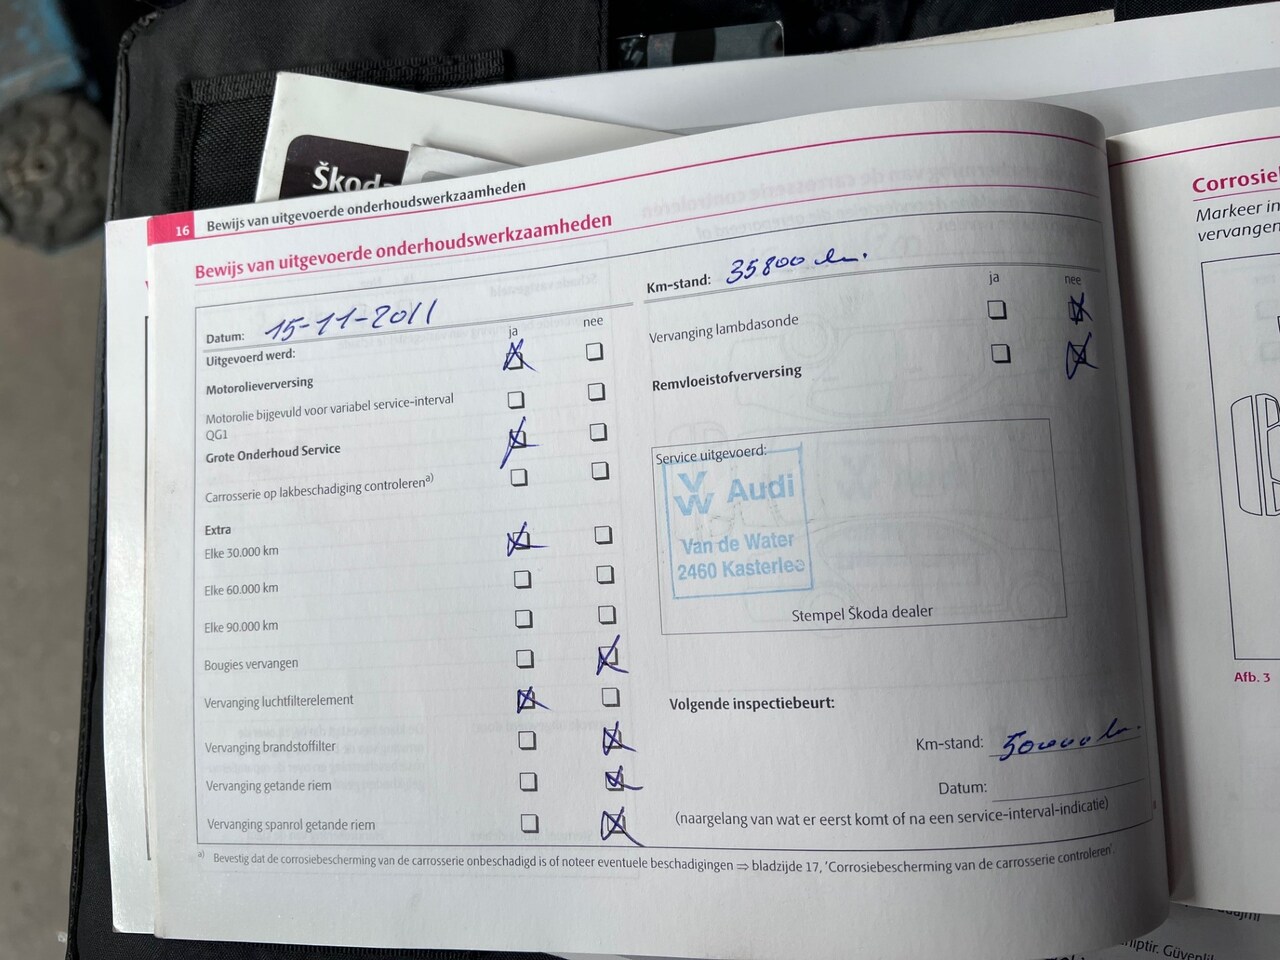 Škoda
16 Bewijs van uitgevoerde onderhoudswerkzaamheden
Bewijs van uitgevoerde onderhoudswerkzaamheden
Datum: 15-11-2011
Uitgevoerd werd:
ja nee
Motorolieverversing
Motorolie bijgevuld voor variabel service-interval
QG1
Grote Onderhoud Service
Carrosserie op lakbeschadiging controleren a)
Extra
Elke 30.000 km
Elke 60.000 km
Elke 90.000 km
Bougies vervangen
Vervanging luchtfilterelement
Vervanging brandstoffilter
Vervanging getande riem
Vervanging spanrol getande riem
Km-stand: 35800 km.
ja nee
Vervanging lambdasonde
Remvloeistofverversing
Service uitgevoerd:
VW Audi
Van de Water
2460 Kasterlee
Stempel Škoda dealer
Volgende inspectiebeurt:
Km-stand: 50000 km.
Datum:
(naargelang van wat er eerst komt of na een service-interval-indicatie)
a) Bevestig dat de corrosiebescherming van de carrosserie onbeschadigd is of noteer eventuele beschadigingen ⇒ bladzijde 17, 'Corrosiebescherming van de carrosserie controleren'.
Corrosie
Markeer in
vervangen
Afb. 3